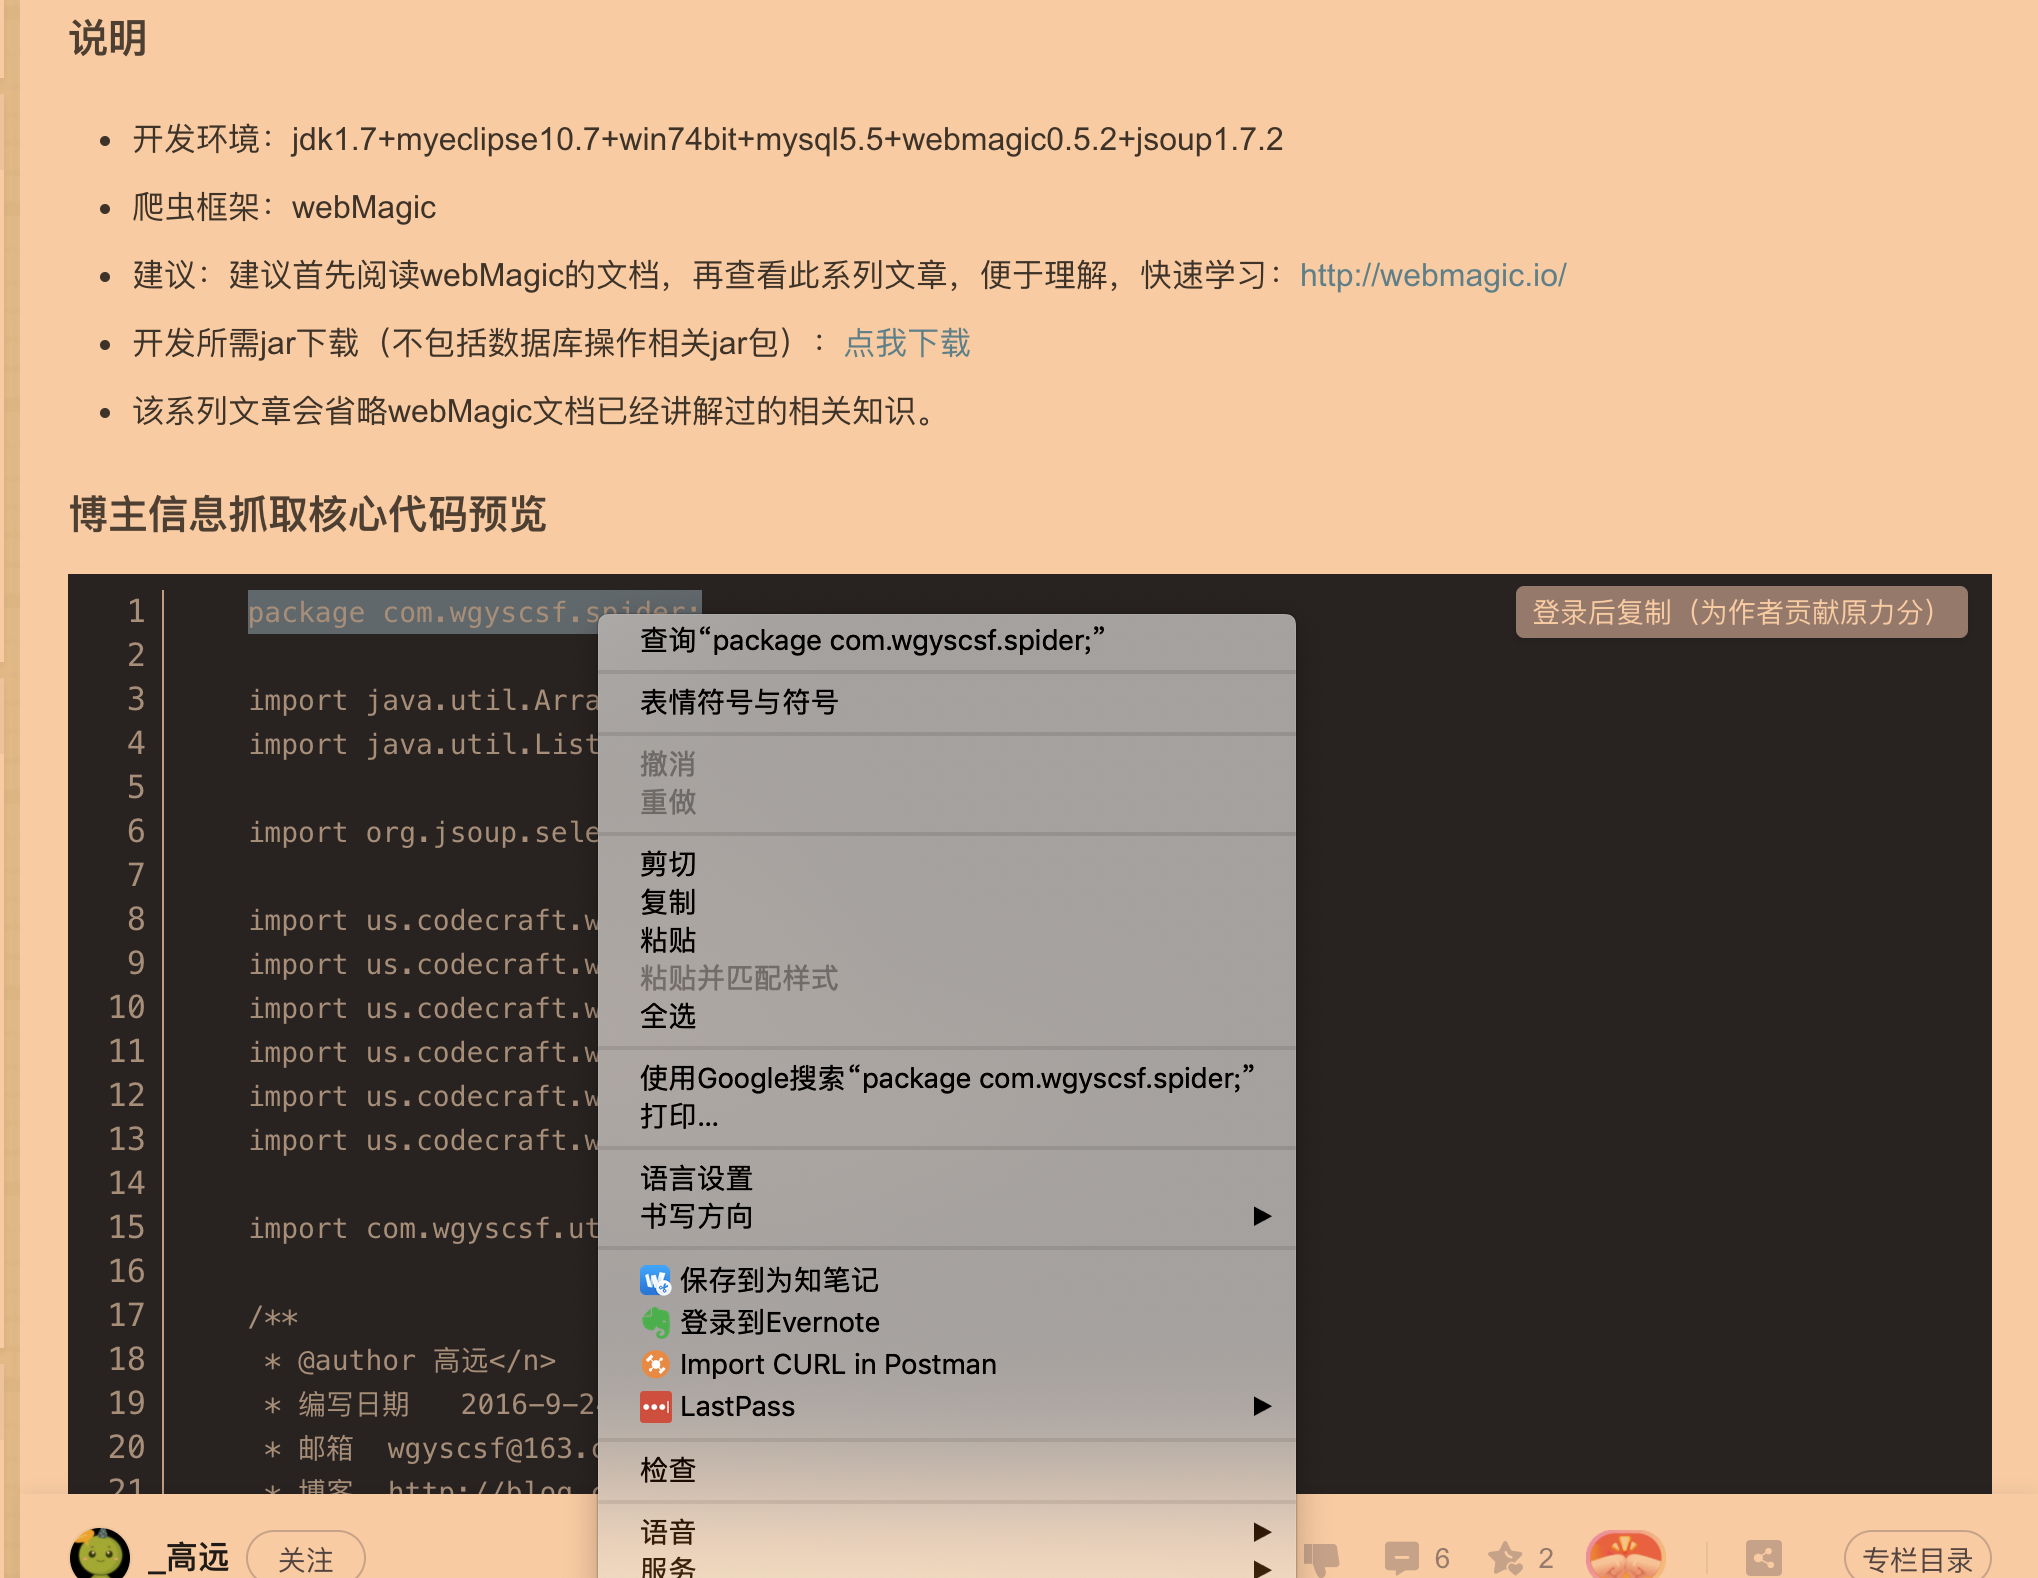 说明
开发环境：jdk1.7+myeclipse10.7+win74bit+mysql5.5+webmagic0.5.2+jsoup1.7.2
爬虫框架：webMagic
建议：建议首先阅读webMagic的文档，再查看此系列文章，便于理解，快速学习：http://webmagic.io/
开发所需jar下载（不包括数据库操作相关jar包）：点我下载
该系列文章会省略webMagic文档已经讲解过的相关知识。
博主信息抓取核心代码预览
登录后复制（为作者贡献原力分）
1 package com.wgyscsf.spider;
2
3 import java.util.Arra
4 import java.util.List
5
6 import org.jsoup.sele
7
8 import us.codecraft.w
9 import us.codecraft.w
10 import us.codecraft.w
11 import us.codecraft.w
12 import us.codecraft.w
13 import us.codecraft.w
14
15 import com.wgyscsf.ut
16
17 /**
18 * @author 高远</n>
19 * 编写日期 2016-9-2
20 * 邮箱 wgyscsf@163.c
21 * 博客 http://blog.
查询“package com.wgyscsf.spider;”
表情符号与符号
撤消
重做
剪切
复制
粘贴
粘贴并匹配样式
全选
使用Google搜索“package com.wgyscsf.spider;”
打印...
语言设置
书写方向
保存到为知笔记
登录到Evernote
Import CURL in Postman
LastPass
检查
语音
服务
_高远 关注 6 2 专栏目录